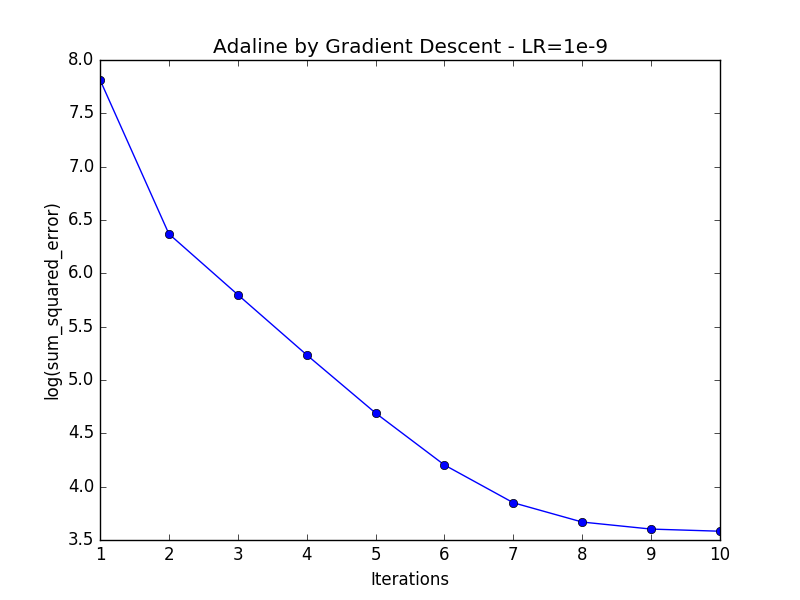 Adaline by Gradient Descent - LR=1e-9
8.0
7.5
7.0
6.5
6.0
5.5
5.0
4.5
4.0
3.5
log(sum_squared_error)
1 2 3 4 5 6 7 8 9 10
Iterations